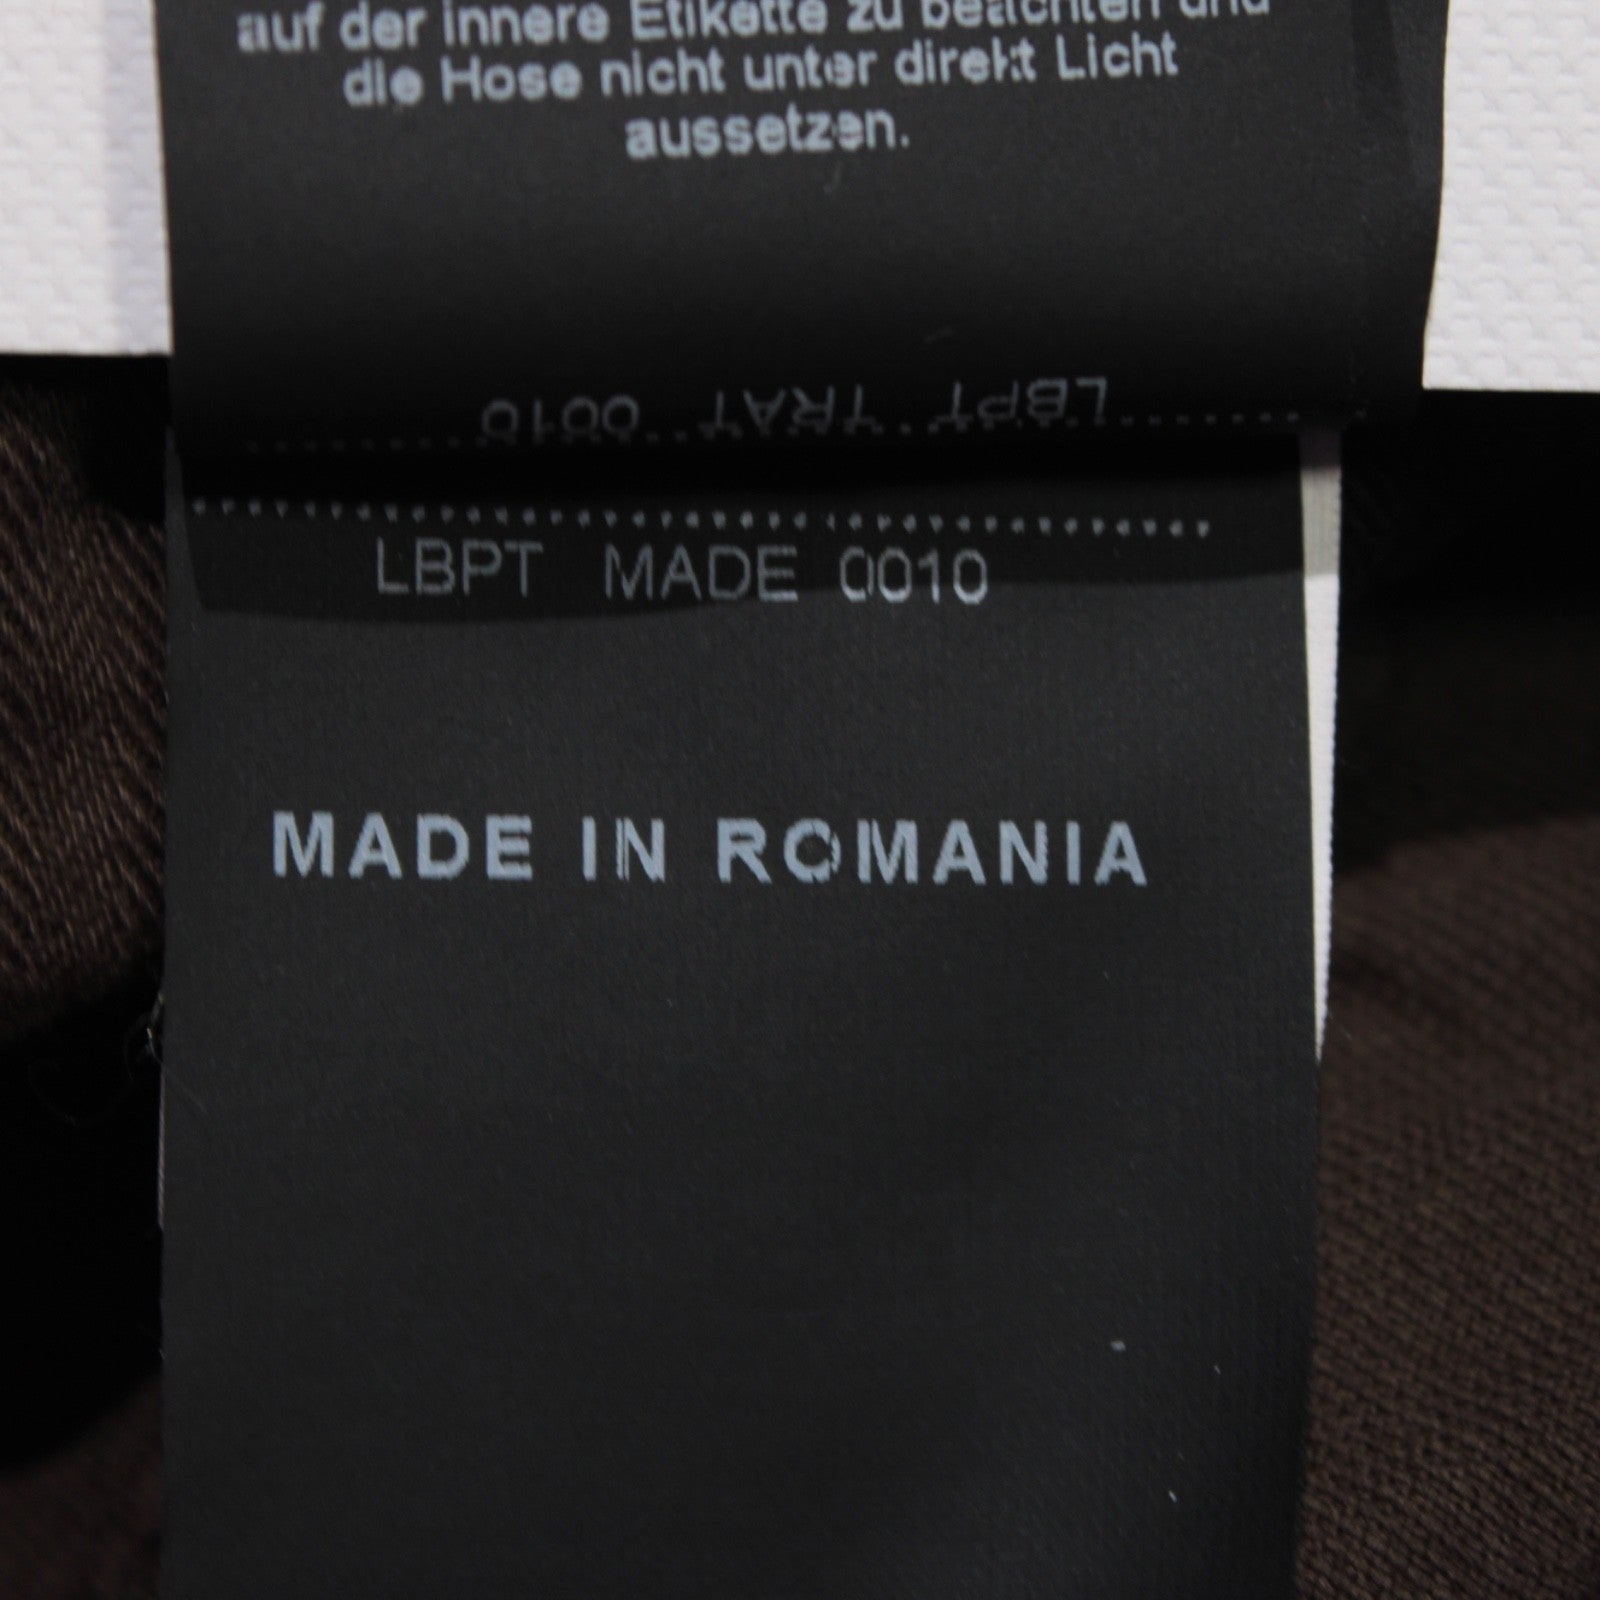 auf der innere Etikette zu beachten und
die Hose nicht unter direkt Licht
aussetzen.
LBPT TRAT 0010
LBPT MADE 0010
MADE IN ROMANIA